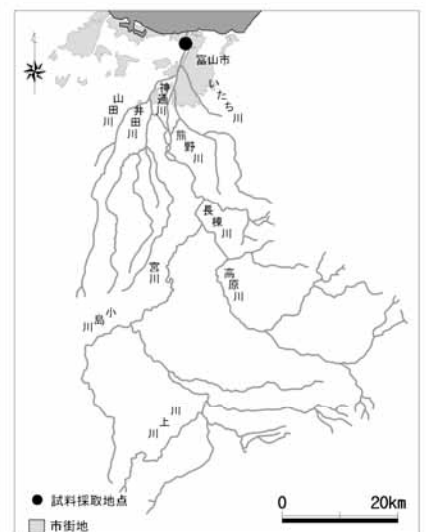 富山市
いたち川
神通川
山田川
井田川
熊野川
長棟川
宮川
高原川
小島川
川上川
● 試料採取地点
市街地
0 20km